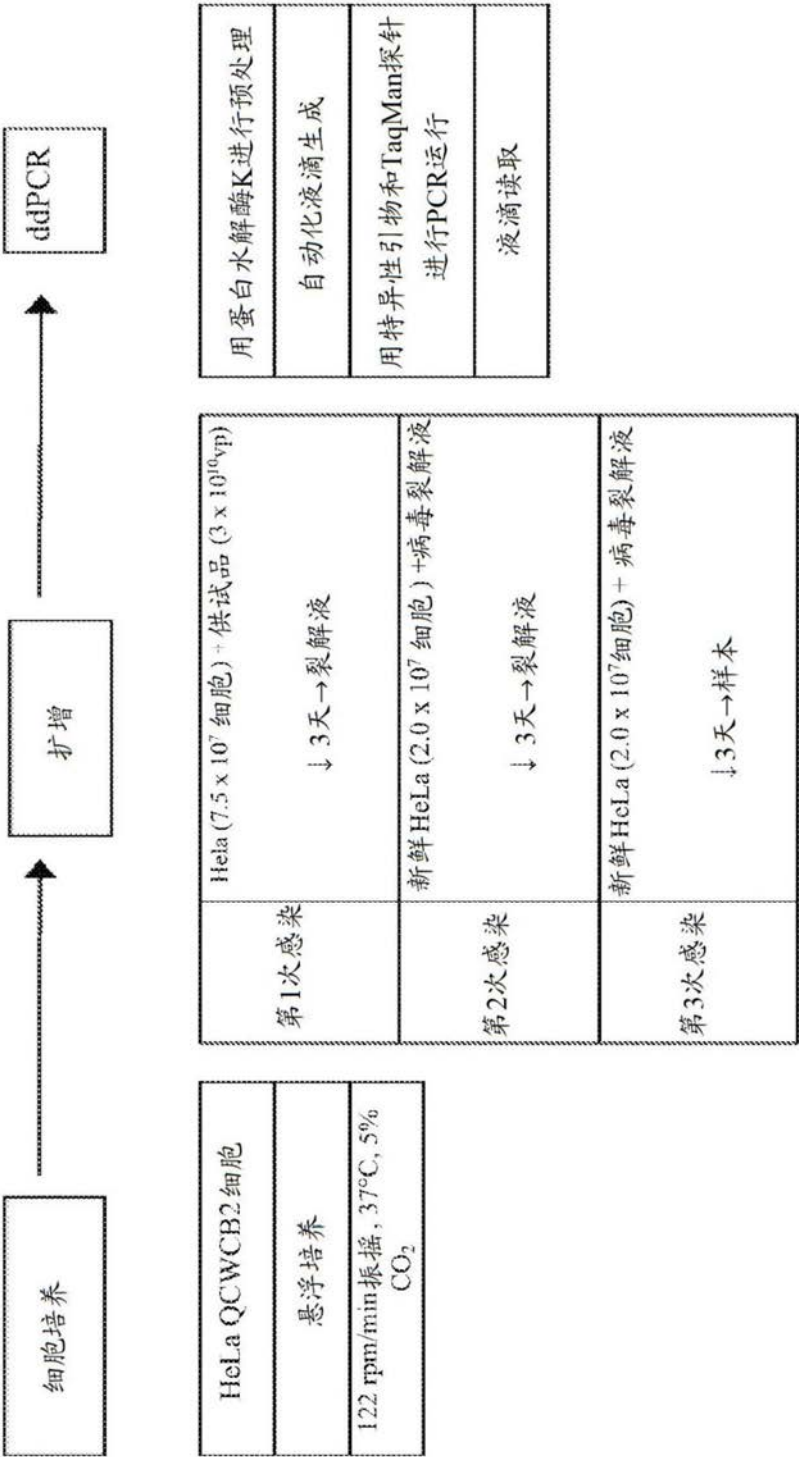 细胞培养
扩增
ddPCR
HeLa QCWCB2细胞
悬浮培养
122 rpm/min振摇, 37°C, 5%
CO₂
第1次感染
Hela (7.5 x 10⁷ 细胞) + 供试品 (3 x 10¹⁰vp)
↓ 3天→裂解液
第2次感染
新鲜HeLa (2.0 x 10⁷ 细胞) +病毒裂解液
↓ 3天→裂解液
第3次感染
新鲜HeLa (2.0 x 10⁷细胞) + 病毒裂解液
↓3天→样本
用蛋白水解酶K进行预处理
自动化液滴生成
用特异性引物和TaqMan探针
进行PCR运行
液滴读取